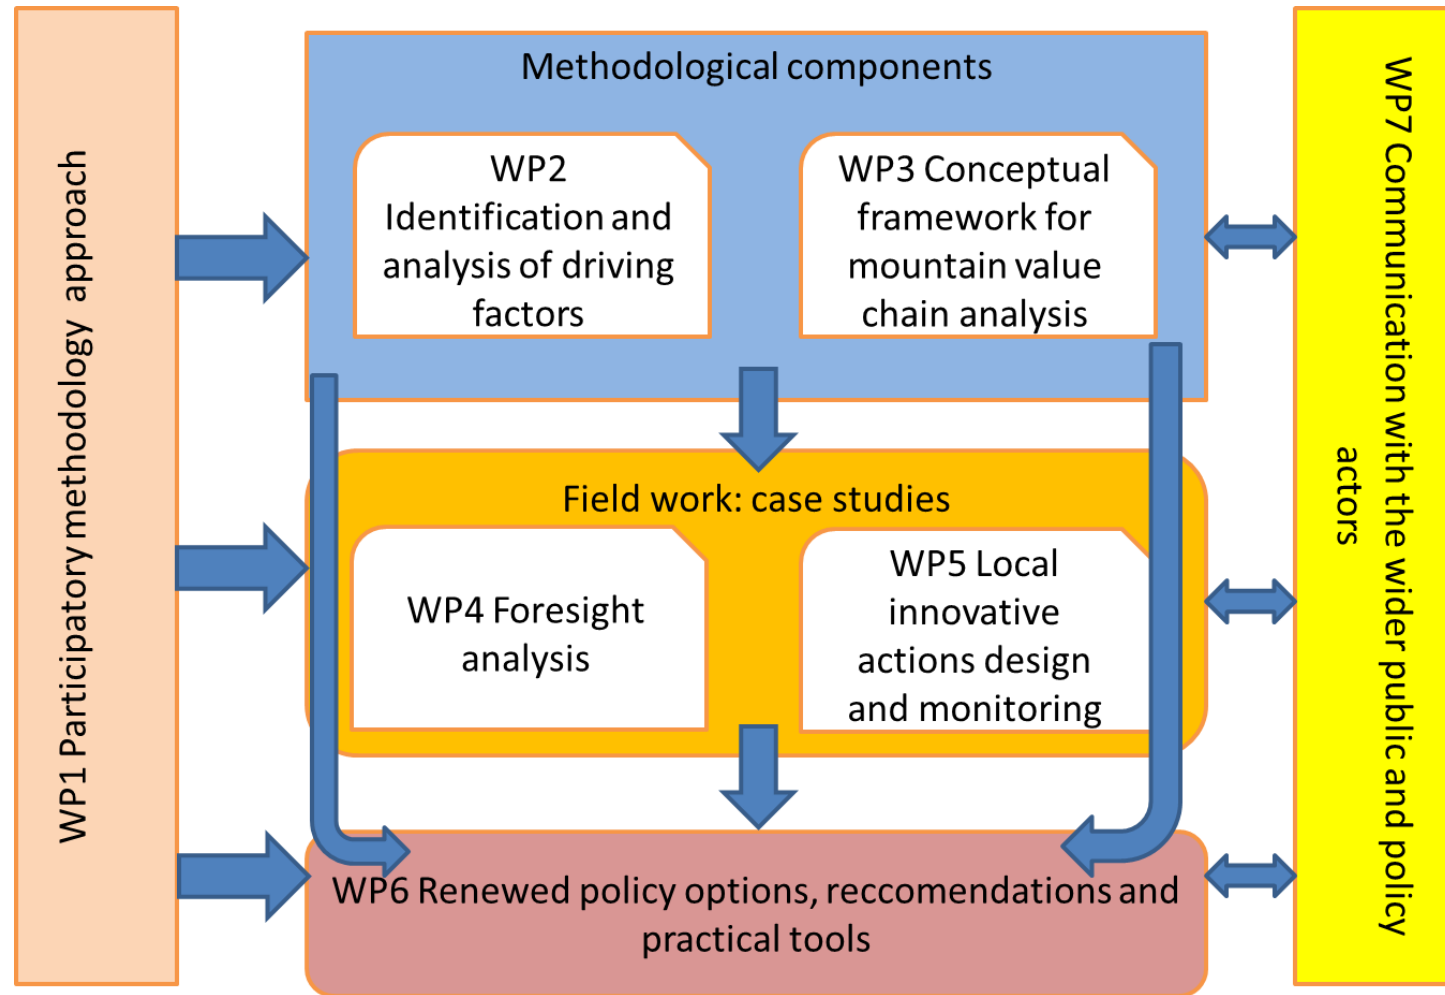 WP1 Participatory methodology approach
Methodological components
WP2
Identification and
analysis of driving
factors
WP3 Conceptual
framework for
mountain value
chain analysis
Field work: case studies
WP4 Foresight
analysis
WP5 Local
innovative
actions design
and monitoring
WP6 Renewed policy options, reccomendations and
practical tools
WP7 Communication with the wider public and policy
actors